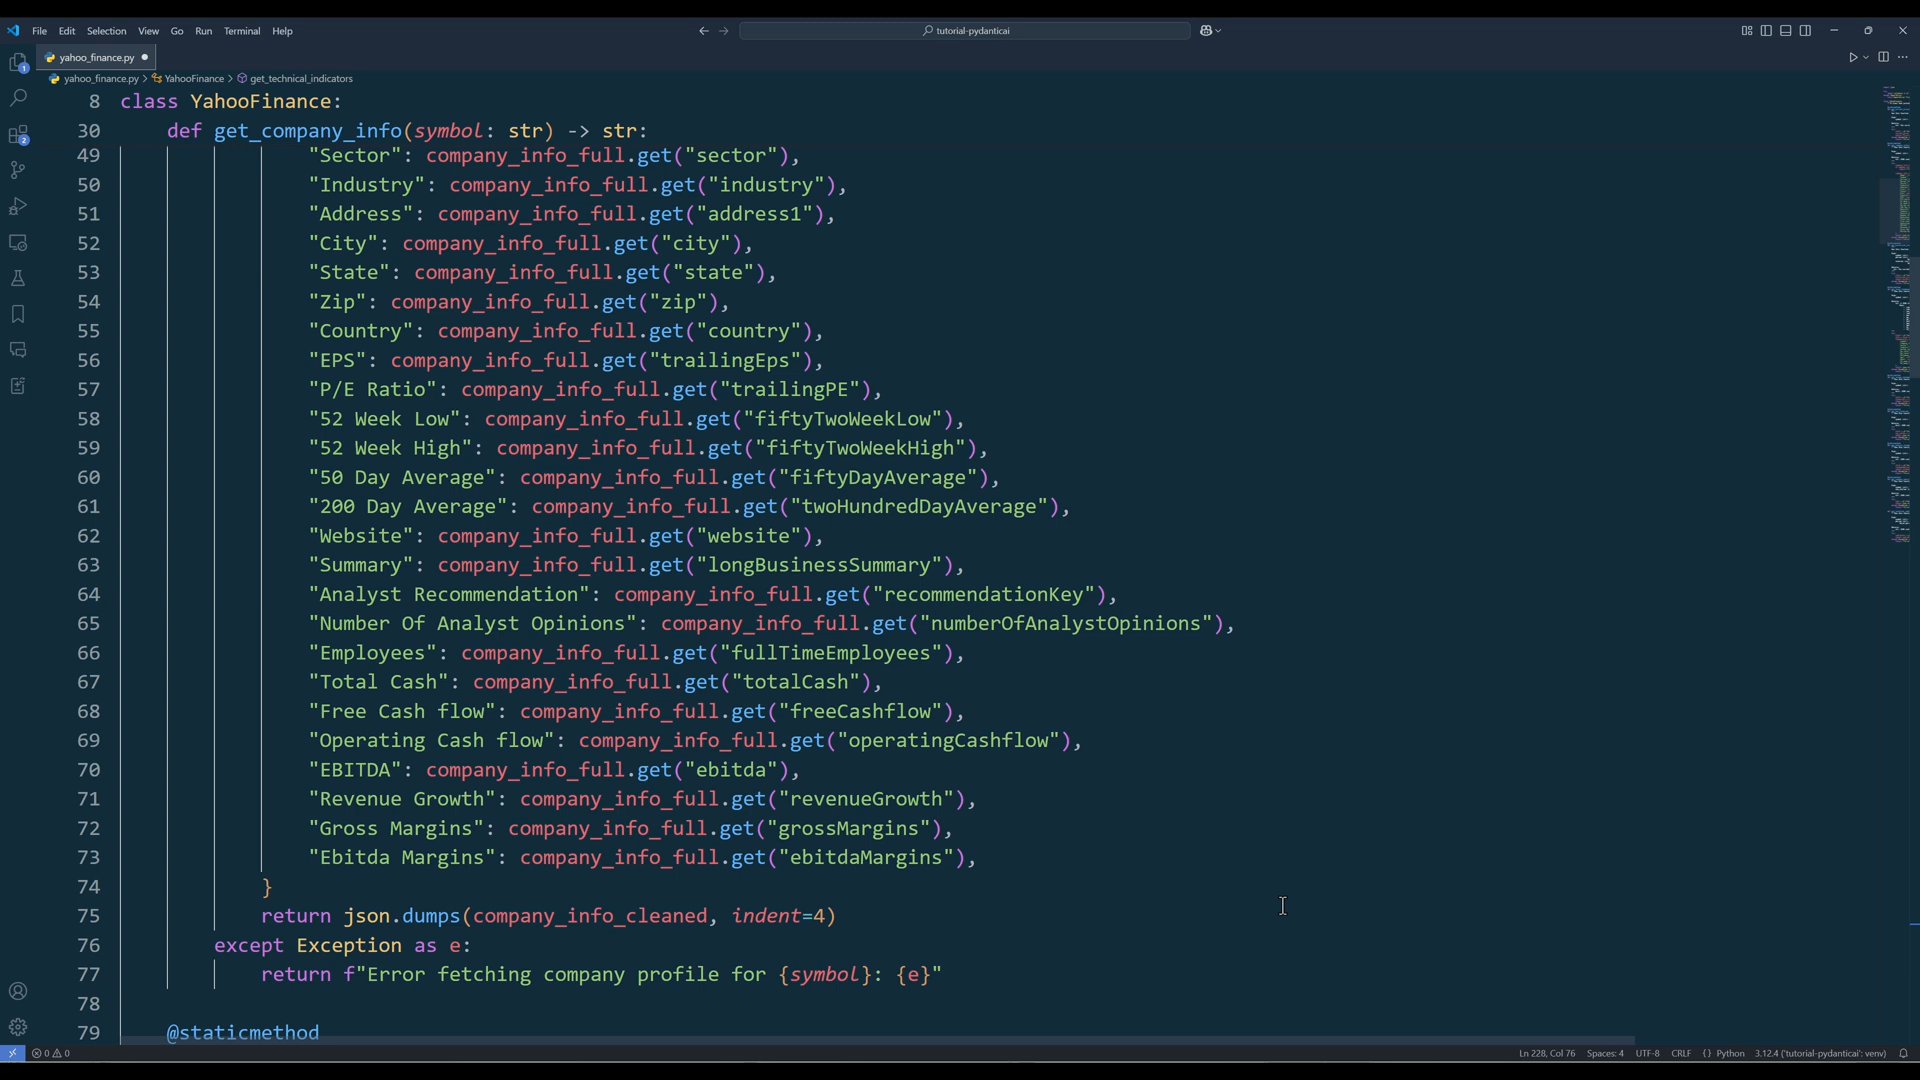 File Edit Selection View Go Run Terminal Help tutorial-pydanticai
yahoo_finance.py
yahoo_finance.py > YahooFinance > get_technical_indicators
8 class YahooFinance:
30 def get_company_info(symbol: str) -> str:
49 "Sector": company_info_full.get("sector"),
50 "Industry": company_info_full.get("industry"),
51 "Address": company_info_full.get("address1"),
52 "City": company_info_full.get("city"),
53 "State": company_info_full.get("state"),
54 "Zip": company_info_full.get("zip"),
55 "Country": company_info_full.get("country"),
56 "EPS": company_info_full.get("trailingEps"),
57 "P/E Ratio": company_info_full.get("trailingPE"),
58 "52 Week Low": company_info_full.get("fiftyTwoWeekLow"),
59 "52 Week High": company_info_full.get("fiftyTwoWeekHigh"),
60 "50 Day Average": company_info_full.get("fiftyDayAverage"),
61 "200 Day Average": company_info_full.get("twoHundredDayAverage"),
62 "Website": company_info_full.get("website"),
63 "Summary": company_info_full.get("longBusinessSummary"),
64 "Analyst Recommendation": company_info_full.get("recommendationKey"),
65 "Number Of Analyst Opinions": company_info_full.get("numberOfAnalystOpinions"),
66 "Employees": company_info_full.get("fullTimeEmployees"),
67 "Total Cash": company_info_full.get("totalCash"),
68 "Free Cash flow": company_info_full.get("freeCashflow"),
69 "Operating Cash flow": company_info_full.get("operatingCashflow"),
70 "EBITDA": company_info_full.get("ebitda"),
71 "Revenue Growth": company_info_full.get("revenueGrowth"),
72 "Gross Margins": company_info_full.get("grossMargins"),
73 "Ebitda Margins": company_info_full.get("ebitdaMargins"),
74 }
75 return json.dumps(company_info_cleaned, indent=4)
76 except Exception as e:
77 return f"Error fetching company profile for {symbol}: {e}"
78
79 @staticmethod
0 0 Ln 228, Col 76 Spaces: 4 UTF-8 CRLF {} Python 3.12.4 ('tutorial-pydanticai': venv)